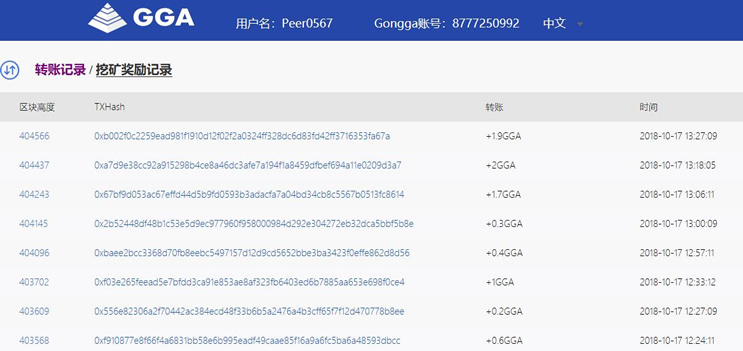 GGA 用户名：Peer0567 Gongga账号：8777250992 中文
转账记录 / 挖矿奖励记录
区块高度 TXHash 转账 时间
404566 0xb002f0c2259ead981f1910d12f02f2a0324ff328dc6d83fd42ff3716353fa67a +1.9GGA 2018-10-17 13:27:09
404437 0xa7d9e38cc92a915298b4ce8a46dc3afe7a194f1a8459dfbef694a11e0209d3a7 +2GGA 2018-10-17 13:18:05
404243 0x67bf9d053ac67effd44d5b9fd0593b3adacfa7a04bd34cb8c5567b0513fc8614 +1.7GGA 2018-10-17 13:06:11
404145 0x2b52448df48b1c53e5d9ec977960f958000984d292e304272eb32dca5bbf5b8e +0.3GGA 2018-10-17 13:00:09
404096 0xbaee2bcc3368d70fb8eebc5497157d12d9cd5652bbe3ba3423f0effe862d8d56 +0.4GGA 2018-10-17 12:57:11
403702 0xf03e265feead5e7bfdd3ca91e853ae8af323fb6403ed6b7885aa653e698f0ce4 +1GGA 2018-10-17 12:33:12
403609 0x556e82306a2f70442ac384ecd48f33b6b5a2476a4b3cff65f7f12d470778b8ee +0.2GGA 2018-10-17 12:27:09
403568 0xf910877e8f66f4a6831bb58e6b995eadf49caae85f16a9a6fc5ba6a48593dbcc +0.6GGA 2018-10-17 12:24:11